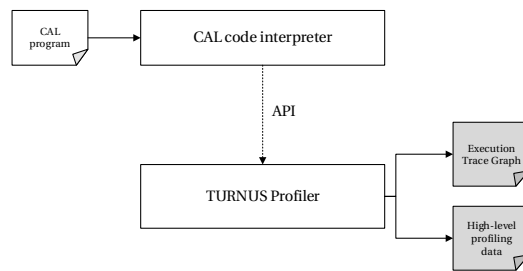 CAL
program
CAL code interpreter
API
TURNUS Profiler
Execution
Trace Graph
High-level
profiling
data